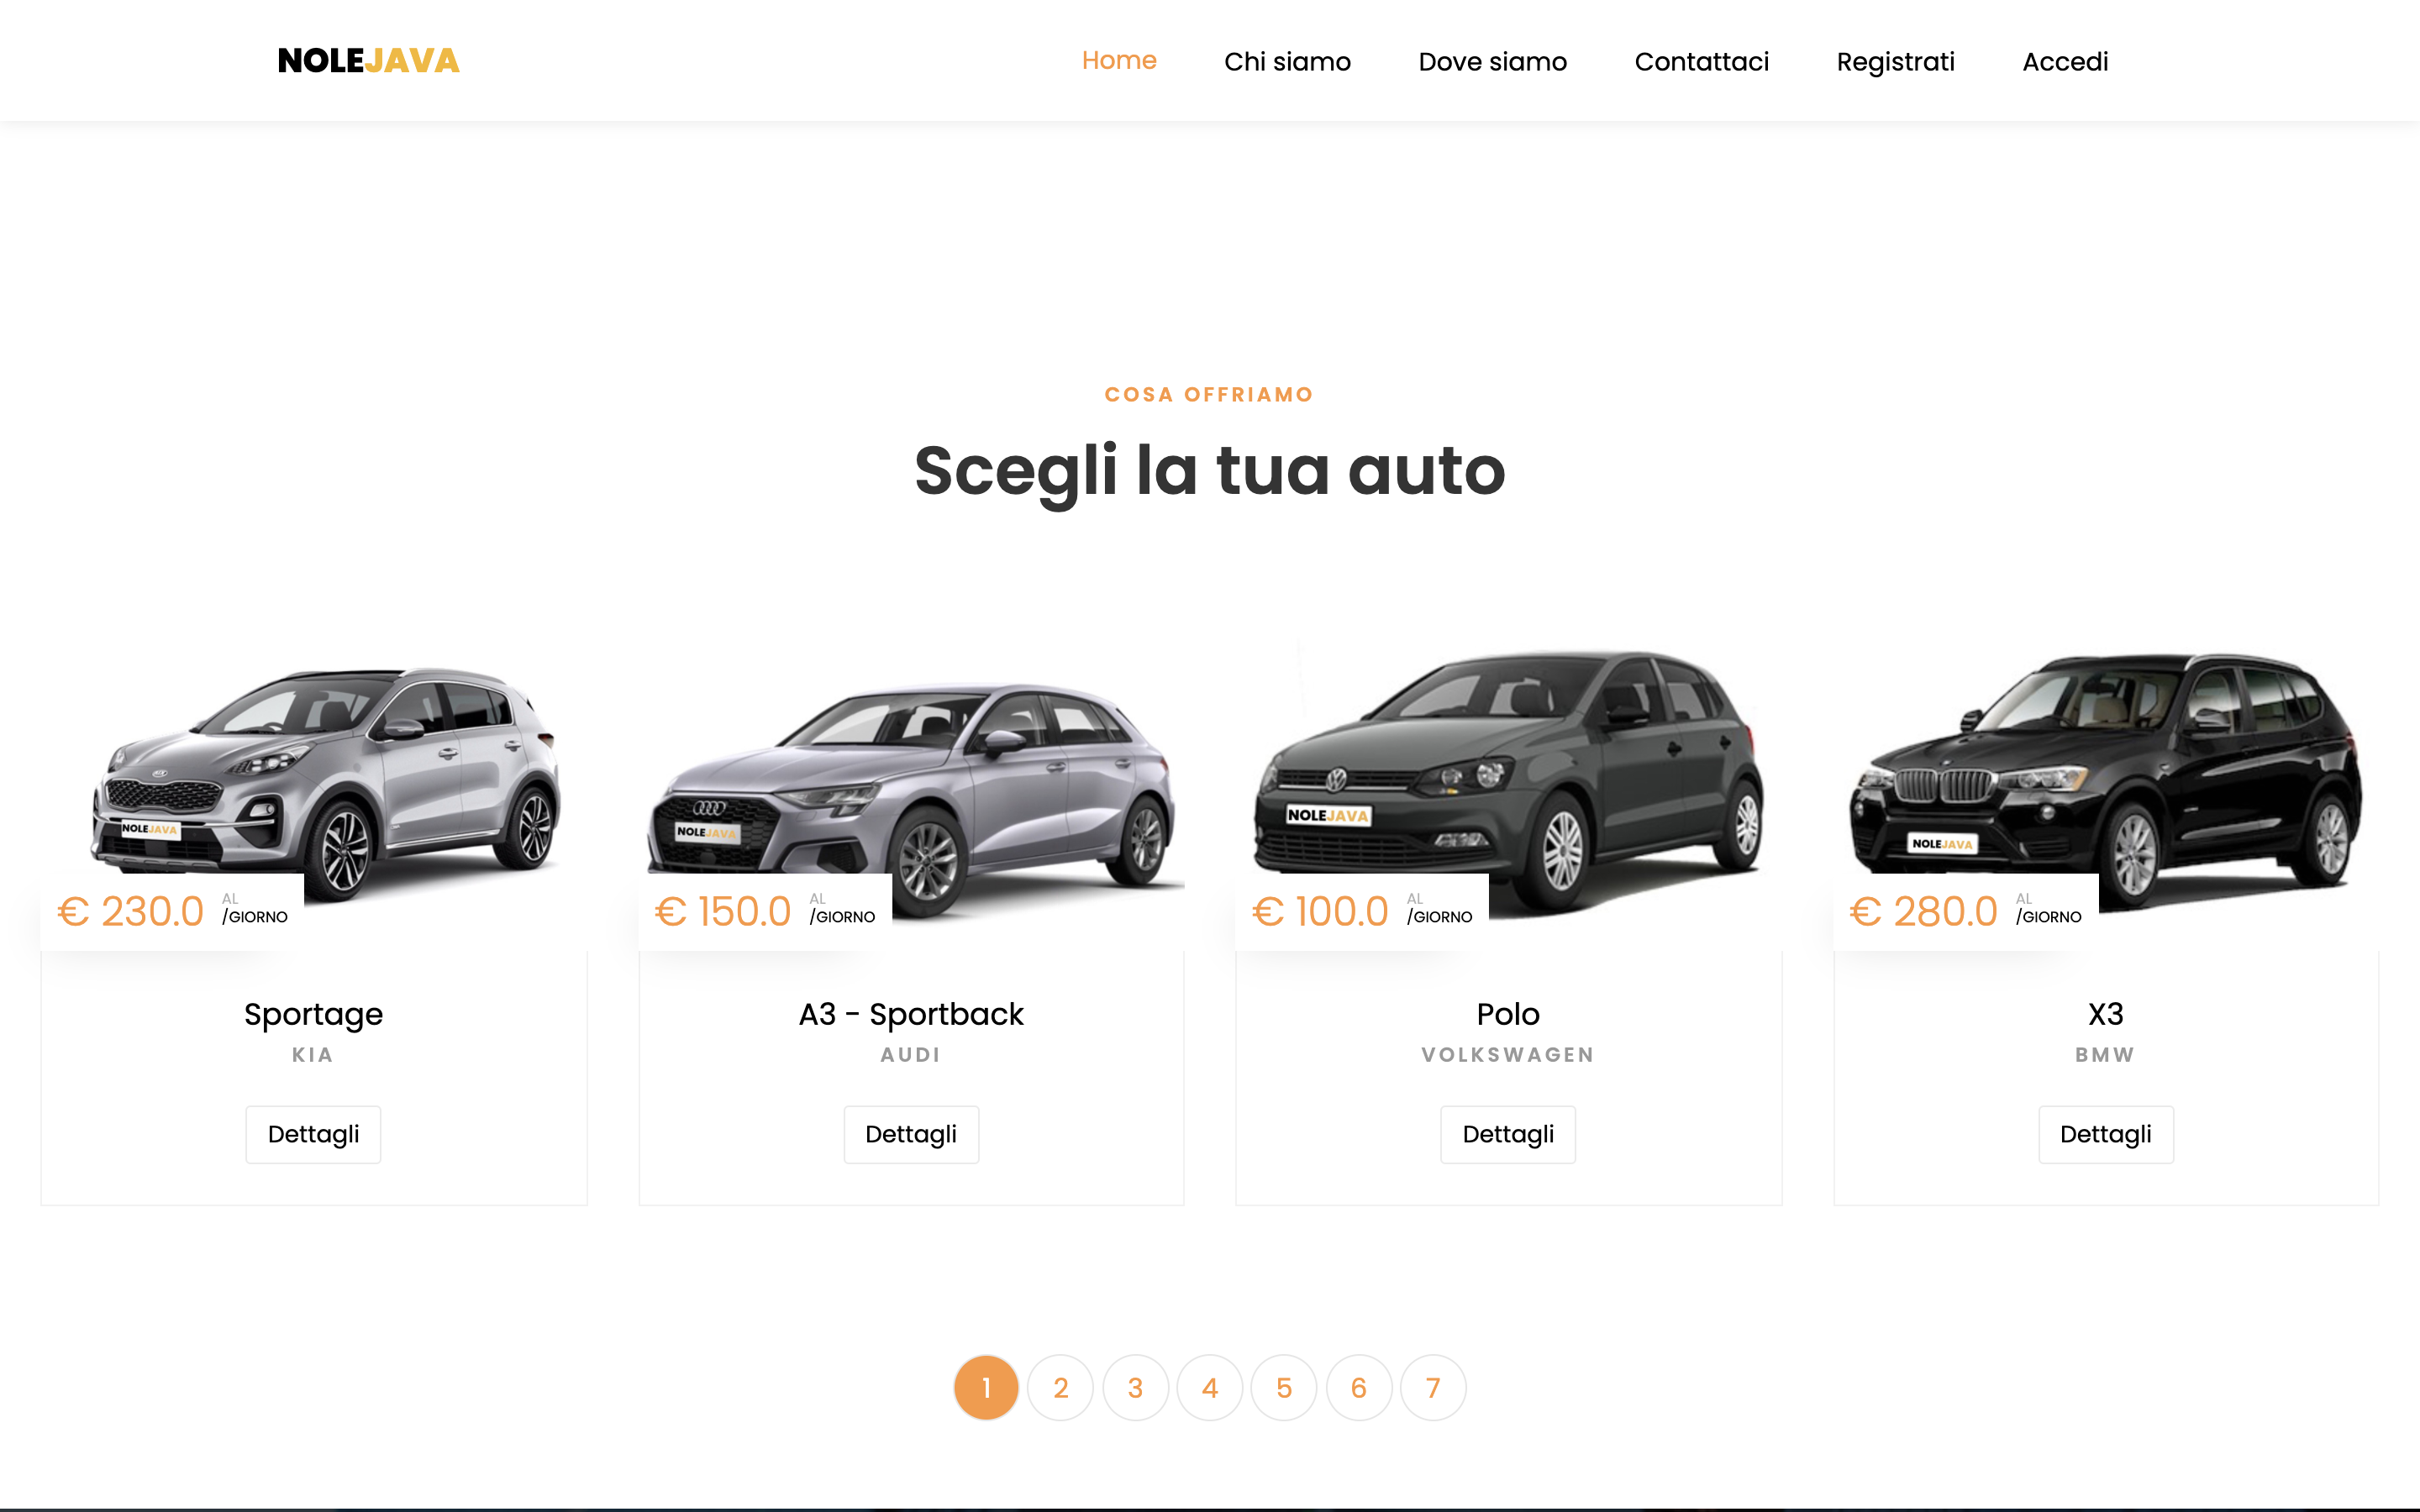 NOLEJAVA
Home Chi siamo Dove siamo Contattaci Registrati Accedi
COSA OFFRIAMO
Scegli la tua auto
NOLEJAVA
€ 230.0 AL /GIORNO
Sportage
KIA
Dettagli
NOLEJAVA
€ 150.0 AL /GIORNO
A3 - Sportback
AUDI
Dettagli
NOLEJAVA
€ 100.0 AL /GIORNO
Polo
VOLKSWAGEN
Dettagli
NOLEJAVA
€ 280.0 AL /GIORNO
X3
BMW
Dettagli
1 2 3 4 5 6 7